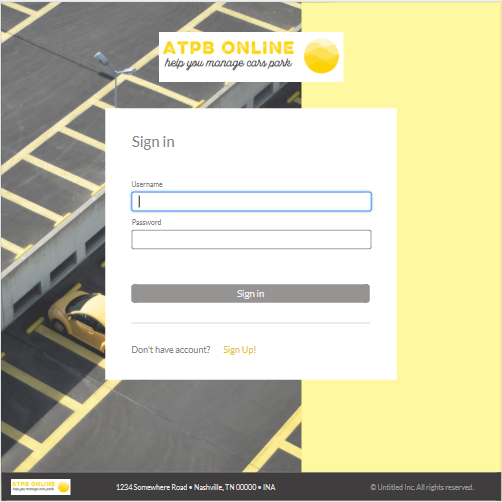 ATPB ONLINE
help you manage cars park
Sign in
Username
Password
Sign in
Don't have account? Sign Up!
ATPB ONLINE
help you manage cars park
1234 Somewhere Road • Nashville, TN 00000 • INA
© Untitled Inc. All rights reserved.